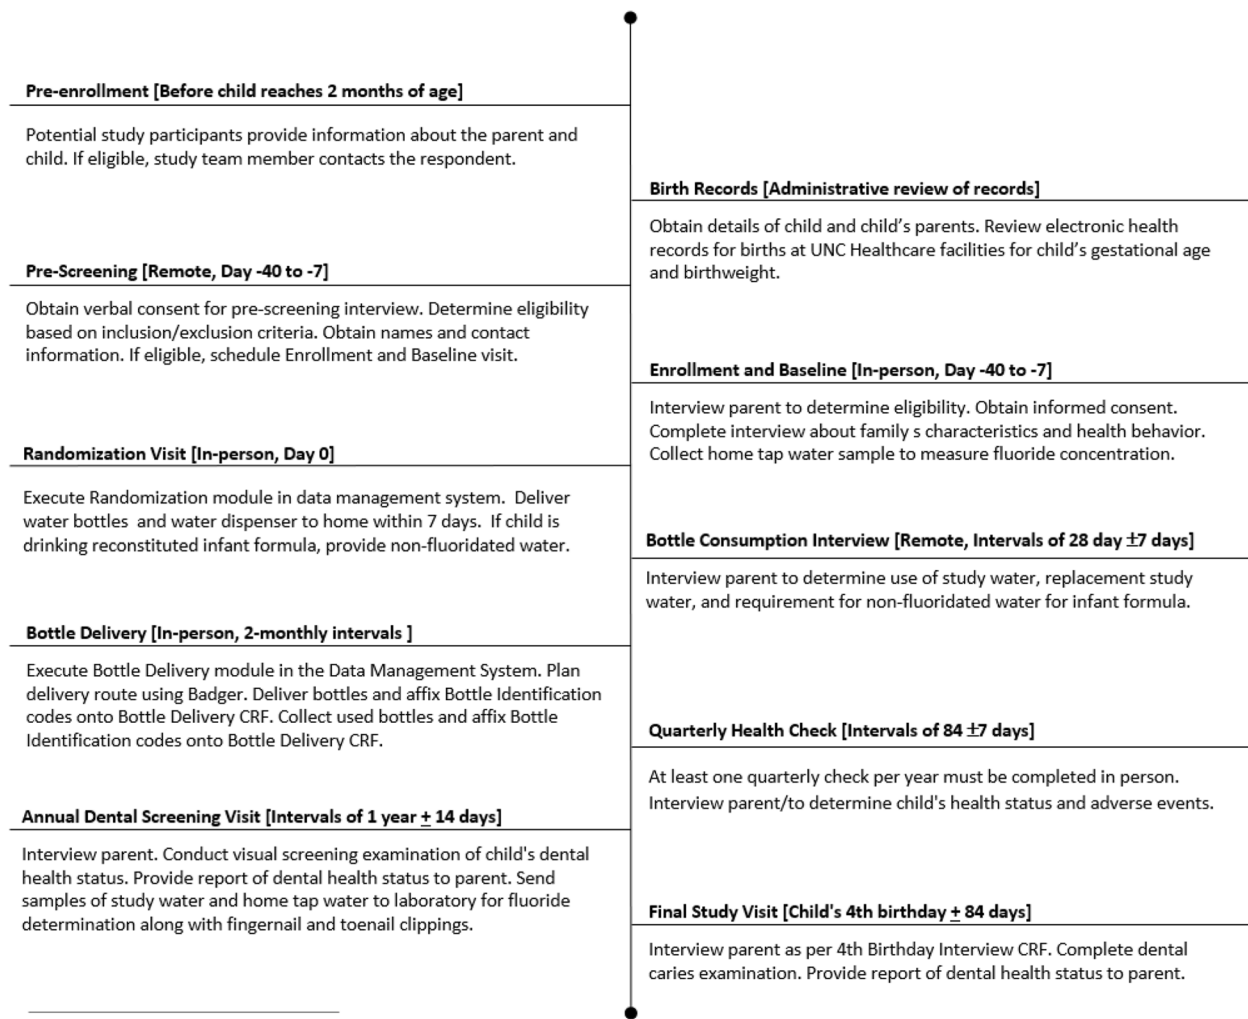 Pre-enrollment [Before child reaches 2 months of age]
Potential study participants provide information about the parent and
child. If eligible, study team member contacts the respondent.
Birth Records [Administrative review of records]
Obtain details of child and child’s parents. Review electronic health
records for births at UNC Healthcare facilities for child’s gestational age
and birthweight.
Pre-Screening [Remote, Day -40 to -7]
Obtain verbal consent for pre-screening interview. Determine eligibility
based on inclusion/exclusion criteria. Obtain names and contact
information. If eligible, schedule Enrollment and Baseline visit.
Enrollment and Baseline [In-person, Day -40 to -7]
Interview parent to determine eligibility. Obtain informed consent.
Complete interview about family s characteristics and health behavior.
Collect home tap water sample to measure fluoride concentration.
Randomization Visit [In-person, Day 0]
Execute Randomization module in data management system. Deliver
water bottles and water dispenser to home within 7 days. If child is
drinking reconstituted infant formula, provide non-fluoridated water.
Bottle Consumption Interview [Remote, Intervals of 28 day ±7 days]
Interview parent to determine use of study water, replacement study
water, and requirement for non-fluoridated water for infant formula.
Bottle Delivery [In-person, 2-monthly intervals ]
Execute Bottle Delivery module in the Data Management System. Plan
delivery route using Badger. Deliver bottles and affix Bottle Identification
codes onto Bottle Delivery CRF. Collect used bottles and affix Bottle
Identification codes onto Bottle Delivery CRF.
Quarterly Health Check [Intervals of 84 ±7 days]
At least one quarterly check per year must be completed in person.
Interview parent/to determine child's health status and adverse events.
Annual Dental Screening Visit [Intervals of 1 year ± 14 days]
Interview parent. Conduct visual screening examination of child's dental
health status. Provide report of dental health status to parent. Send
samples of study water and home tap water to laboratory for fluoride
determination along with fingernail and toenail clippings.
Final Study Visit [Child's 4th birthday ± 84 days]
Interview parent as per 4th Birthday Interview CRF. Complete dental
caries examination. Provide report of dental health status to parent.